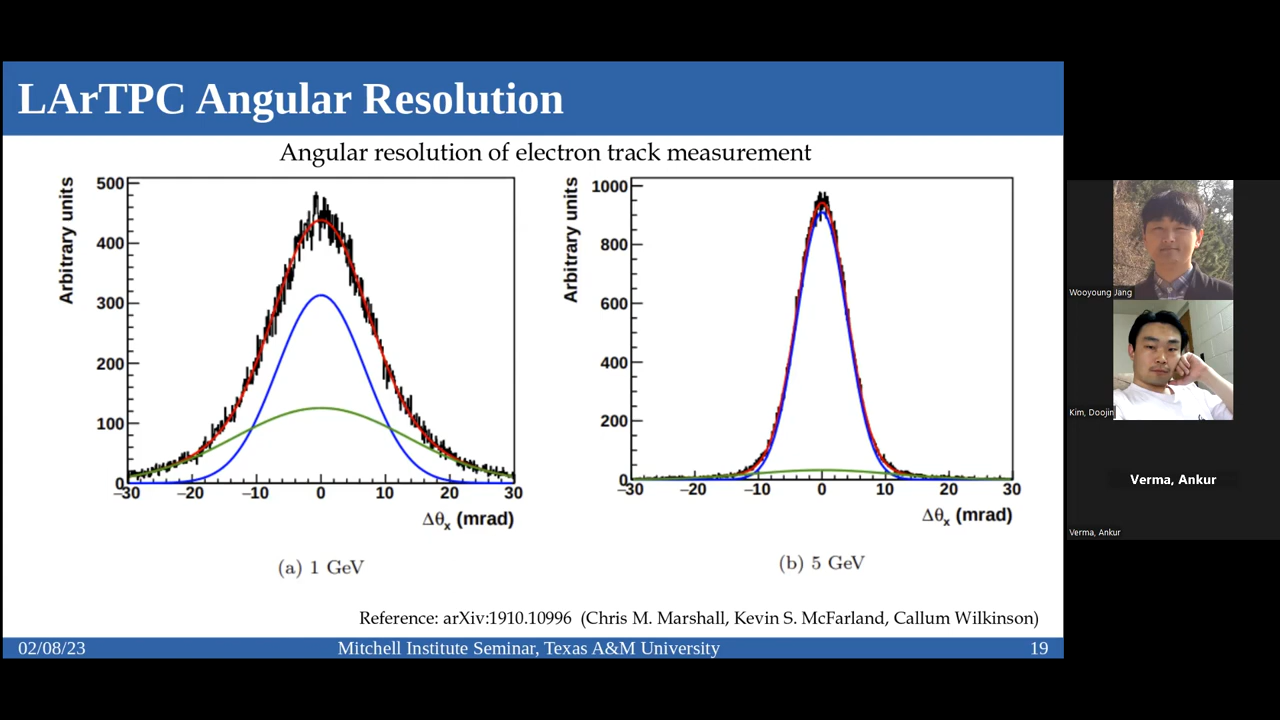 LArTPC Angular Resolution
Angular resolution of electron track measurement
Arbitrary units
500
400
300
200
100
0
−30
−20
−10
0
10
20
30
Δθx (mrad)
(a) 1 GeV
Arbitrary units
1000
800
600
400
200
0
−30
−20
−10
0
10
20
30
Δθx (mrad)
(b) 5 GeV
Reference: arXiv:1910.10996 (Chris M. Marshall, Kevin S. McFarland, Callum Wilkinson)
02/08/23
Mitchell Institute Seminar, Texas A&M University
19
Wooyoung Jang
Kim, Doojin
Verma, Ankur
Verma, Ankur